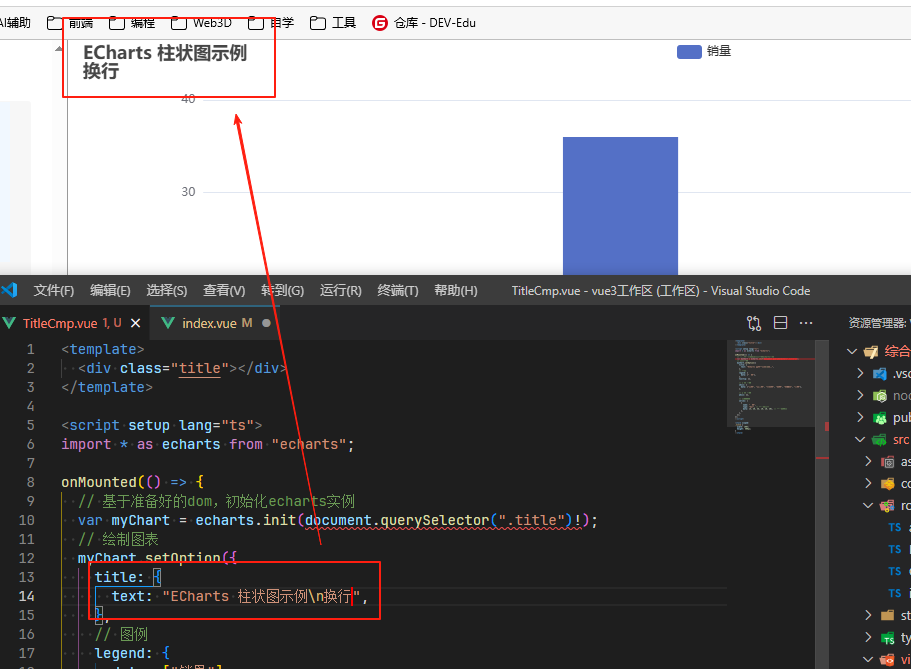 AI辅助 前端 编程 Web3D 自学 工具 仓库 - DEV-Edu
ECharts 柱状图示例
换行
销量
40
30
文件(F) 编辑(E) 选择(S) 查看(V) 转到(G) 运行(R) 终端(T) 帮助(H) TitleCmp.vue - vue3工作区 (工作区) - Visual Studio Code
TitleCmp.vue 1, U index.vue M
资源管理器:
1 <template>
2 <div class="title"></div>
3 </template>
4
5 <script setup lang="ts">
6 import * as echarts from "echarts";
7
8 onMounted(() => {
9 // 基于准备好的dom，初始化echarts实例
10 var myChart = echarts.init(document.querySelector(".title")!);
11 // 绘制图表
12 myChart.setOption({
13 title: {
14 text: "ECharts 柱状图示例\n换行",
15 },
16 // 图例
17 legend: {
综合
.vsc
noc
pub
src
as
co
ro
TS
TS
TS
TS
st
ty
vi